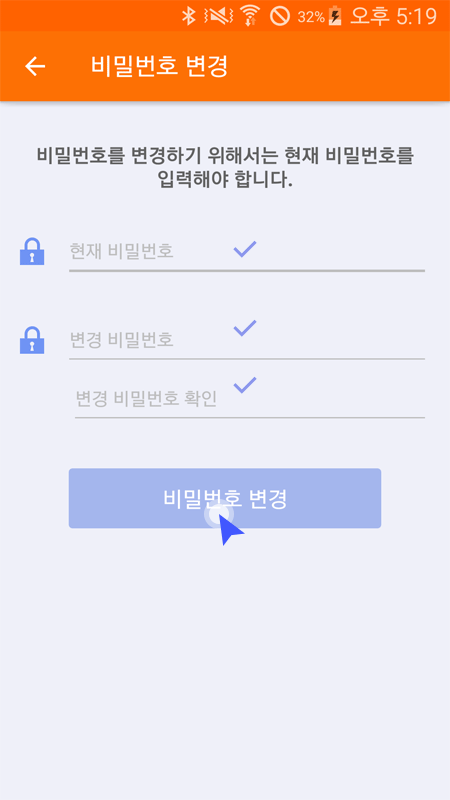 32% 오후 5:19
비밀번호 변경
비밀번호를 변경하기 위해서는 현재 비밀번호를
입력해야 합니다.
현재 비밀번호
변경 비밀번호
변경 비밀번호 확인
비밀번호 변경